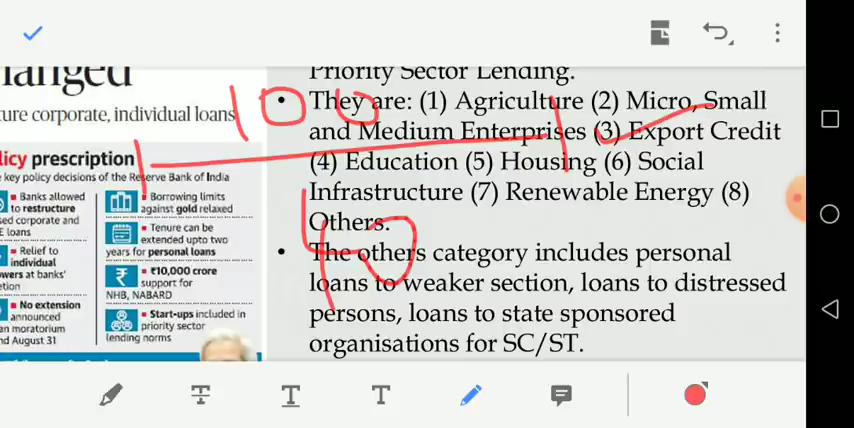 hanged
ture corporate, individual loans
licy prescription
key policy decisions of the Reserve Bank of India
Banks allowed
to restructure
sed corporate and
E loans
Relief to
individual
wers at banks'
etion
No extension
announced
an moratorium
nd August 31
Borrowing limits
against gold relaxed
Tenure can be
extended upto two
years for personal loans
₹10,000 crore
support for
NHB, NABARD
Start-ups included in
priority sector
lending norms
100
Priority Sector Lending.
• They are: (1) Agriculture (2) Micro, Small
and Medium Enterprises (3) Export Credit
(4) Education (5) Housing (6) Social
Infrastructure (7) Renewable Energy (8)
Others.
• The others category includes personal
loans to weaker section, loans to distressed
persons, loans to state sponsored
organisations for SC/ST.